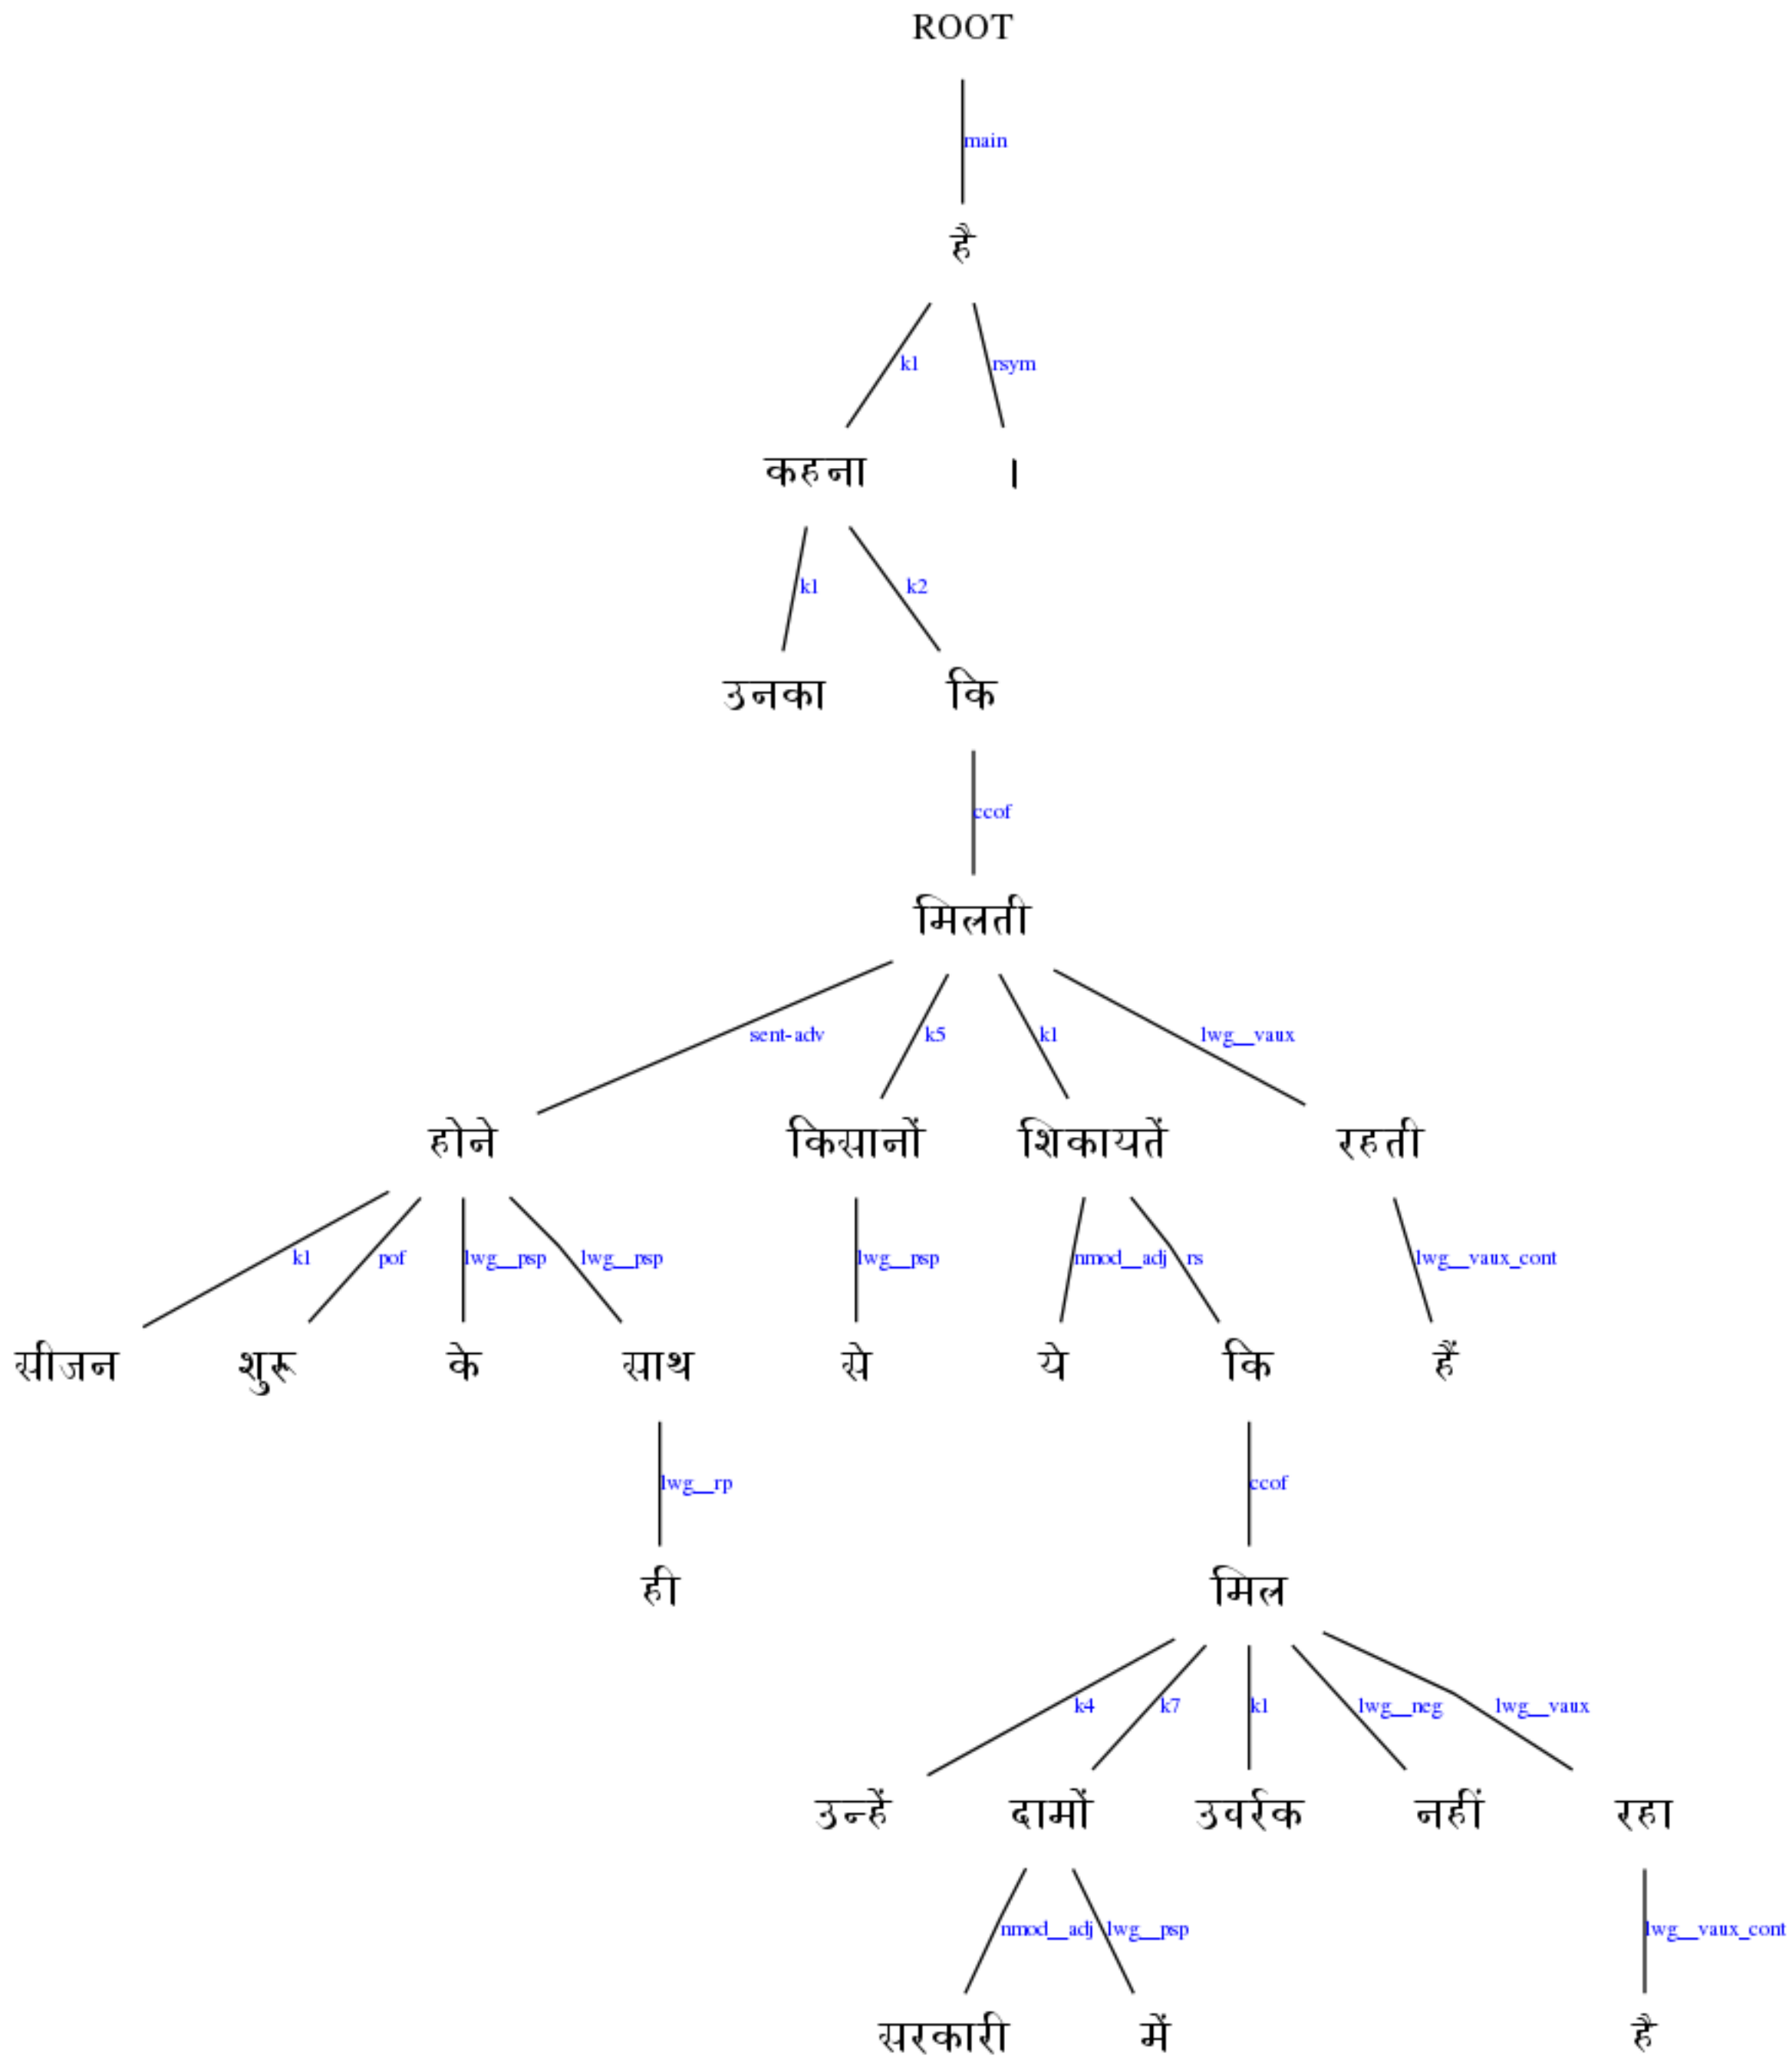 ROOT
main
है
k1 rsym
कहना ।
k1 k2
उनका कि
ccof
मिलती
sent-adv k5 k1 lwg__vaux
होने किसानों शिकायतें रहती
k1 pof lwg__psp lwg__psp lwg__psp nmod__adj rs lwg__vaux_cont
सीजन शुरू के साथ से ये कि हैं
lwg__rp ccof
ही मिल
k4 k7 k1 lwg__neg lwg__vaux
उन्हें दामों उवर्रक नहीं रहा
nmod__adj lwg__psp lwg__vaux_cont
सरकारी में है